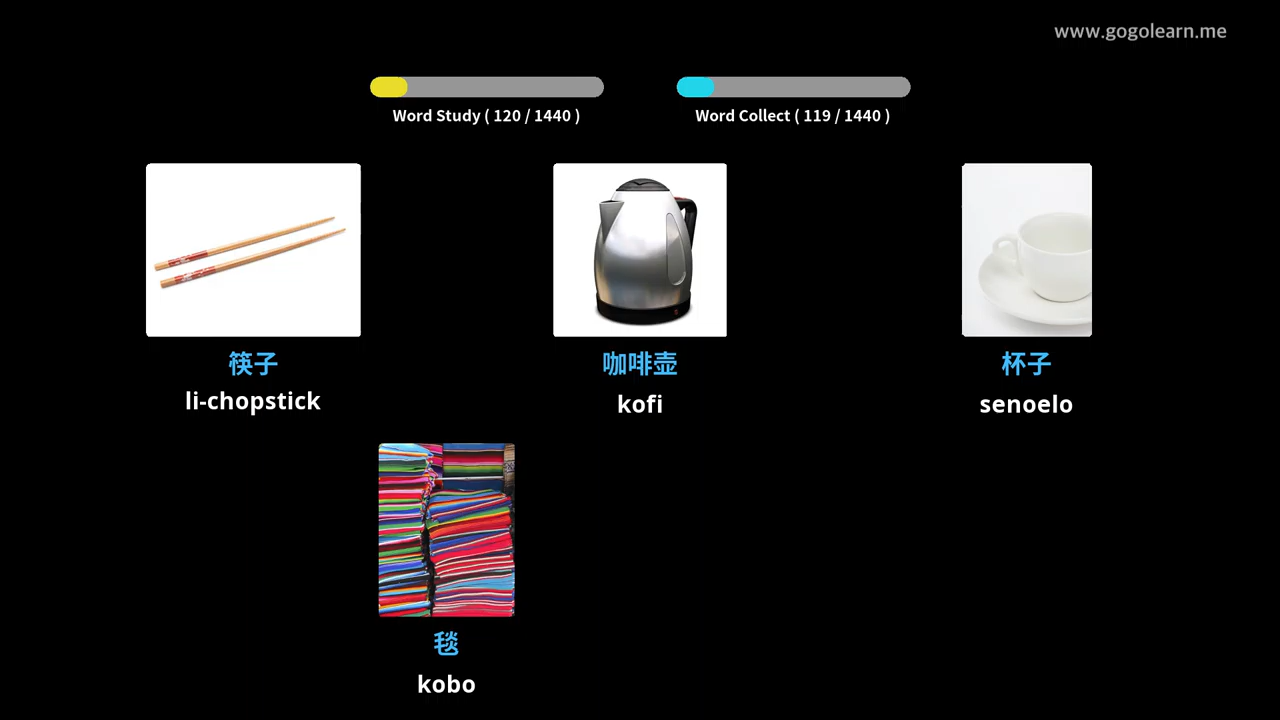 www.gogolearn.me
Word Study ( 120 / 1440 )
Word Collect ( 119 / 1440 )
筷子
咖啡壶
杯子
li-chopstick
kofi
senoelo
毯
kobo